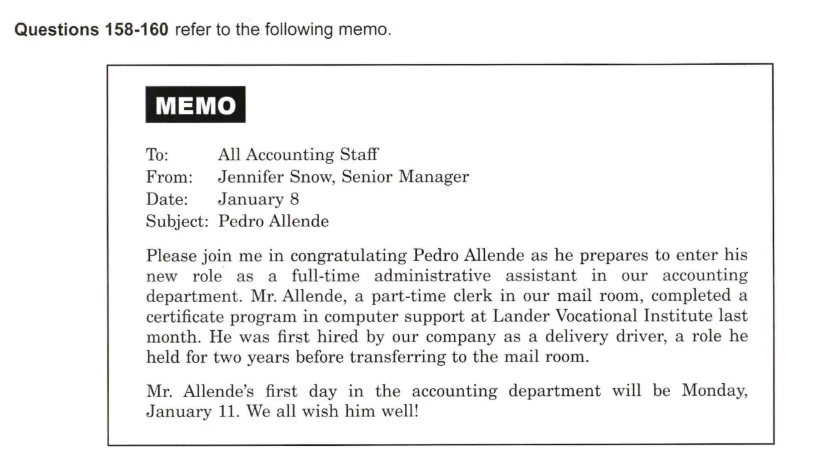 Questions 158-160 refer to the following memo.
MEMO
To: All Accounting Staff
From: Jennifer Snow, Senior Manager
Date: January 8
Subject: Pedro Allende
Please join me in congratulating Pedro Allende as he prepares to enter his
new role as a full-time administrative assistant in our accounting
department. Mr. Allende, a part-time clerk in our mail room, completed a
certificate program in computer support at Lander Vocational Institute last
month. He was first hired by our company as a delivery driver, a role he
held for two years before transferring to the mail room.
Mr. Allende's first day in the accounting department will be Monday,
January 11. We all wish him well!